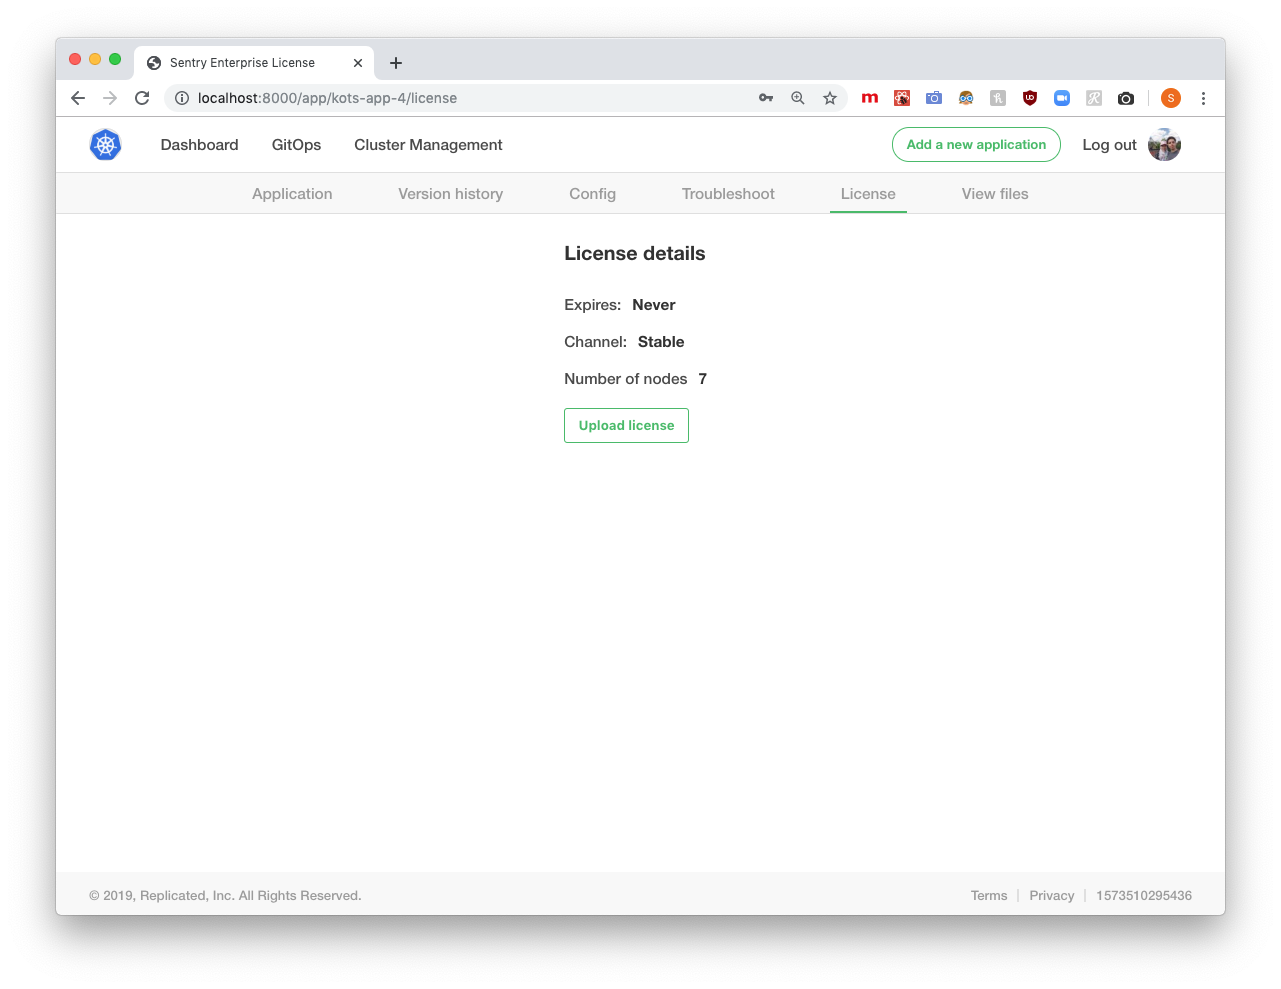 Sentry Enterprise License
localhost:8000/app/kots-app-4/license
m
UD
S
Dashboard GitOps Cluster Management Add a new application Log out
Application Version history Config Troubleshoot License View files
License details
Expires: Never
Channel: Stable
Number of nodes 7
Upload license
© 2019, Replicated, Inc. All Rights Reserved. Terms Privacy 1573510295436